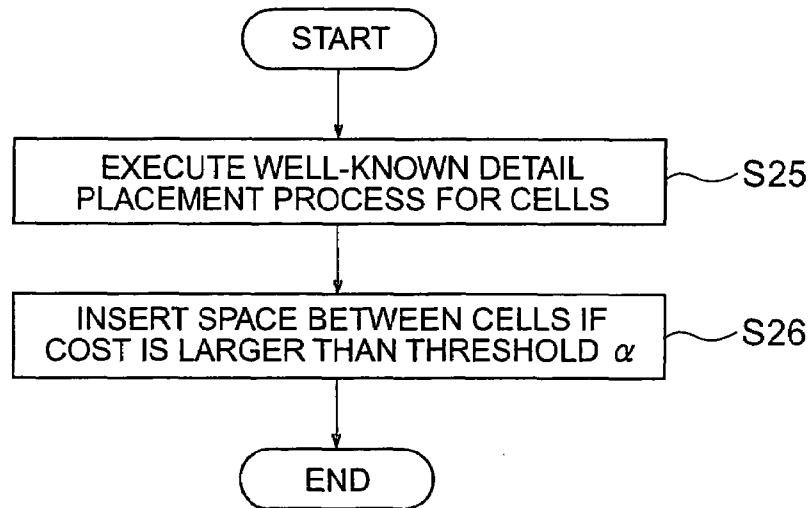 START
EXECUTE WELL-KNOWN DETAIL
PLACEMENT PROCESS FOR CELLS
S25
INSERT SPACE BETWEEN CELLS IF
COST IS LARGER THAN THRESHOLD α
S26
END